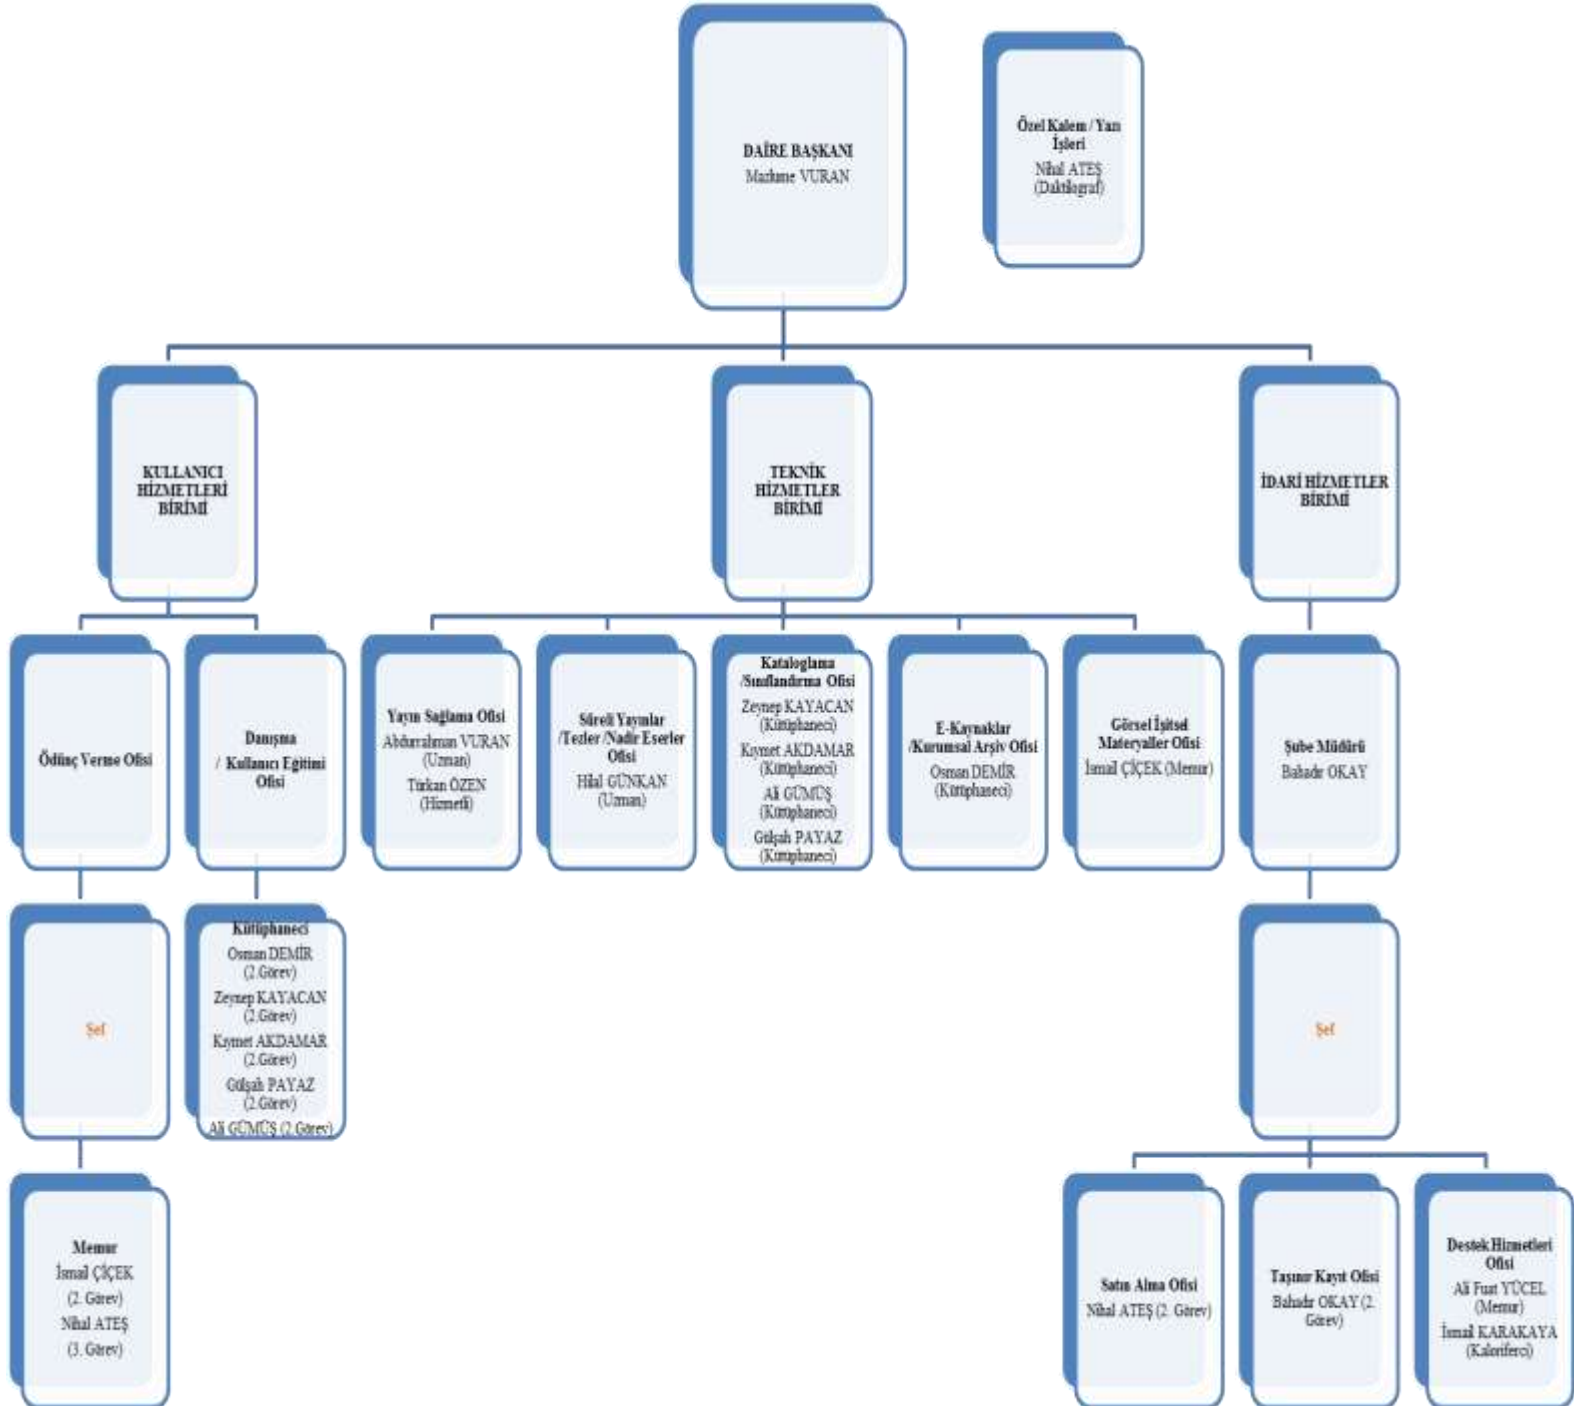 DAİRE BAŞKANI
Mazlume VURAN
Özel Kalem / Yazı
İşleri
Nihal ATEŞ
(Daktilograf)
KULLANICI
HİZMETLERİ
BİRİMİ
TEKNİK
HİZMETLER
BİRİMİ
İDARİ HİZMETLER
BİRİMİ
Ödünç Verme Ofisi
Danışma
/ Kullanıcı Eğitimi
Ofisi
Yayın Sağlama Ofisi
Abdurrahman VURAN
(Uzman)
Türkan ÖZEN
(Hizmetli)
Süreli Yayınlar
/Tezler /Nadir Eserler
Ofisi
Hilal GÜNKAN
(Uzman)
Kataloglama
/Sınıflandırma Ofisi
Zeynep KAYACAN
(Kütüphaneci)
Kıymet AKDAMAR
(Kütüphaneci)
Ali GÜMÜŞ
(Kütüphaneci)
Gülşah PAYAZ
(Kütüphaneci)
E-Kaynaklar
/Kurumsal Arşiv Ofisi
Osman DEMİR
(Kütüphaneci)
Görsel İşitsel
Materyaller Ofisi
İsmail ÇİÇEK (Memur)
Şube Müdürü
Bahadır OKAY
Şef
Kütüphaneci
Osman DEMİR
(2.Görev)
Zeynep KAYACAN
(2.Görev)
Kıymet AKDAMAR
(2.Görev)
Gülşah PAYAZ
(2.Görev)
Ali GÜMÜŞ (2.Görev)
Şef
Memur
İsmail ÇİÇEK
(2. Görev)
Nihal ATEŞ
(3. Görev)
Satın Alma Ofisi
Nihal ATEŞ (2. Görev)
Taşınır Kayıt Ofisi
Bahadır OKAY (2.
Görev)
Destek Hizmetleri
Ofisi
Ali Fuat YÜCEL
(Memur)
İsmail KARAKAYA
(Kaloriferci)